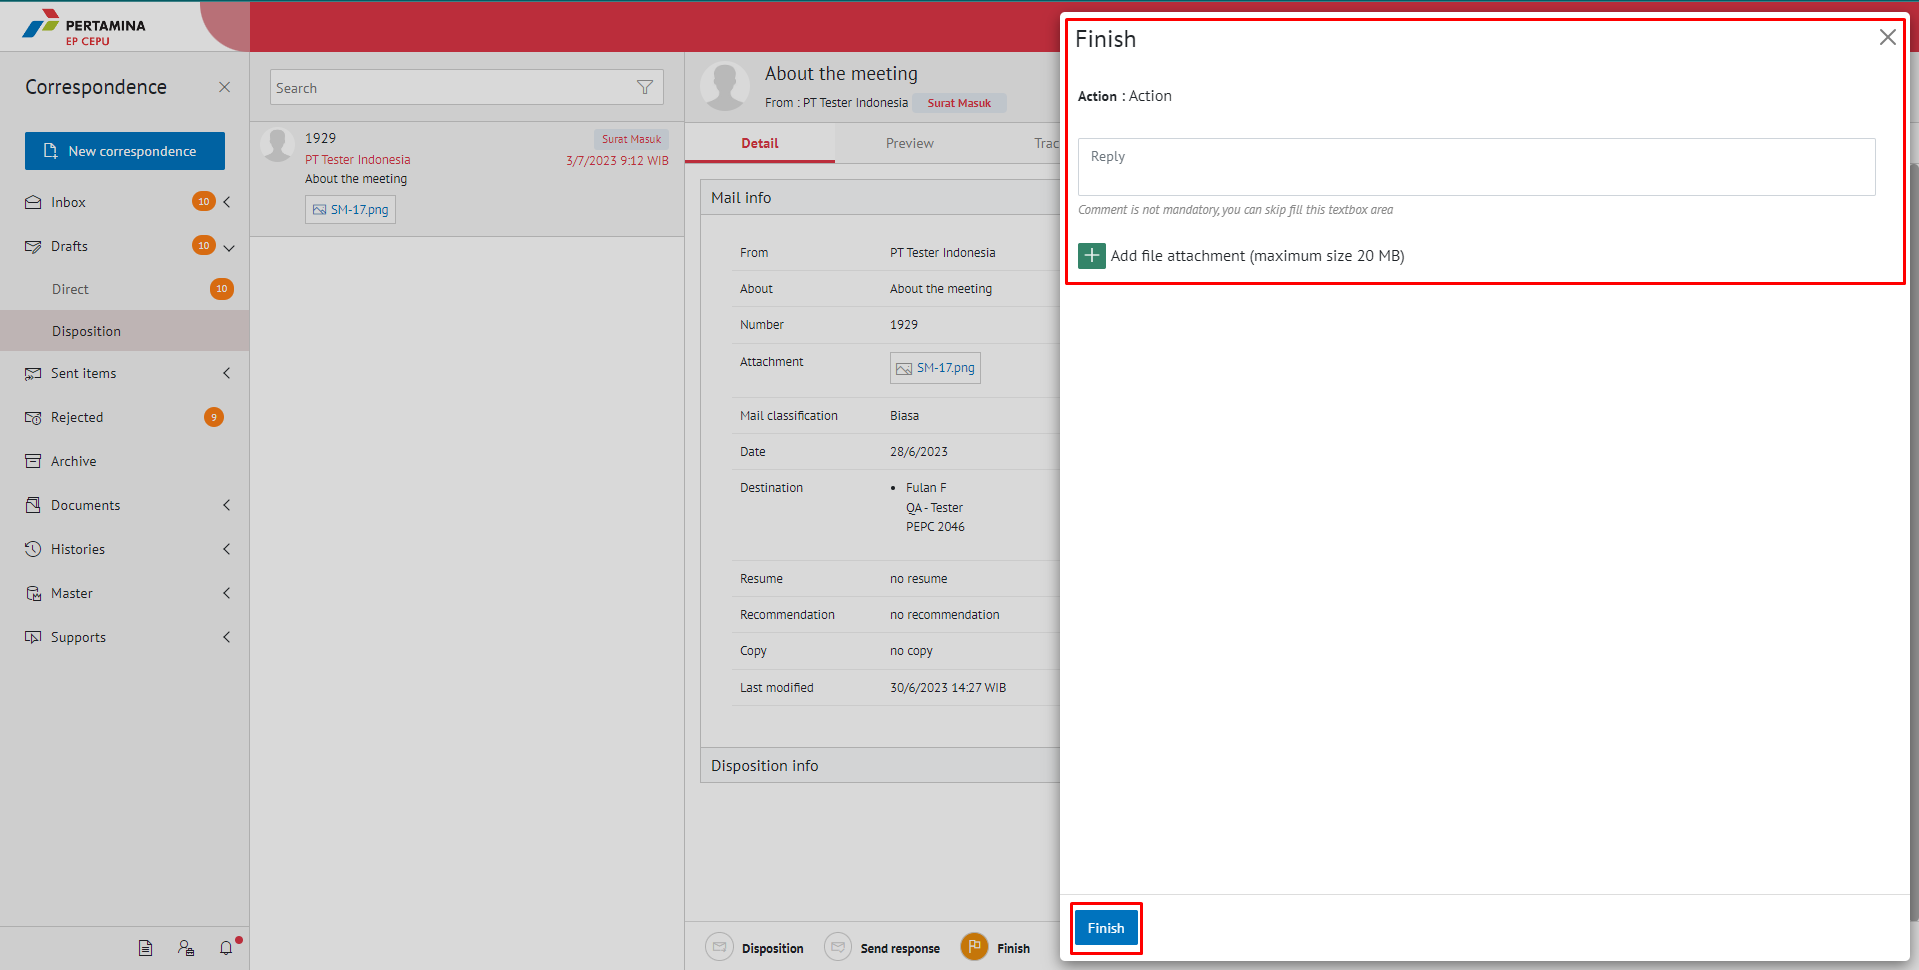 PERTAMINA
EP CEPU
Correspondence
New correspondence
Inbox 10
Drafts 10
Direct 10
Disposition
Sent items
Rejected 9
Archive
Documents
Histories
Master
Supports
Search
1929 Surat Masuk
PT Tester Indonesia 3/7/2023 9:12 WIB
About the meeting
SM-17.png
About the meeting
From : PT Tester Indonesia Surat Masuk
Detail Preview Trac
Mail info
From PT Tester Indonesia
About About the meeting
Number 1929
Attachment SM-17.png
Mail classification Biasa
Date 28/6/2023
Destination • Fulan F
QA - Tester
PEPC 2046
Resume no resume
Recommendation no recommendation
Copy no copy
Last modified 30/6/2023 14:27 WIB
Disposition info
Disposition Send response Finish
Finish
Action : Action
Reply
Comment is not mandatory, you can skip fill this textbox area
Add file attachment (maximum size 20 MB)
Finish